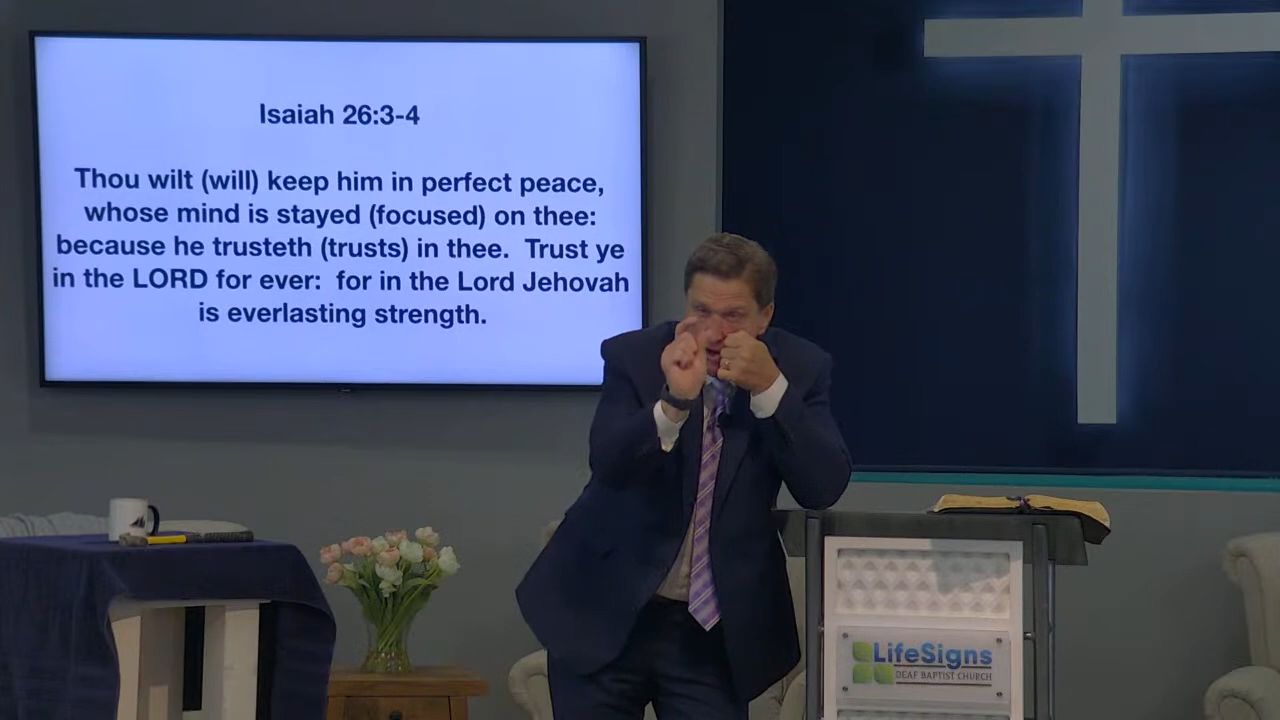 Isaiah 26:3-4
Thou wilt (will) keep him in perfect peace,
whose mind is stayed (focused) on thee:
because he trusteth (trusts) in thee.  Trust ye
in the LORD for ever:  for in the Lord Jehovah
is everlasting strength.
LifeSigns
DEAF BAPTIST CHURCH